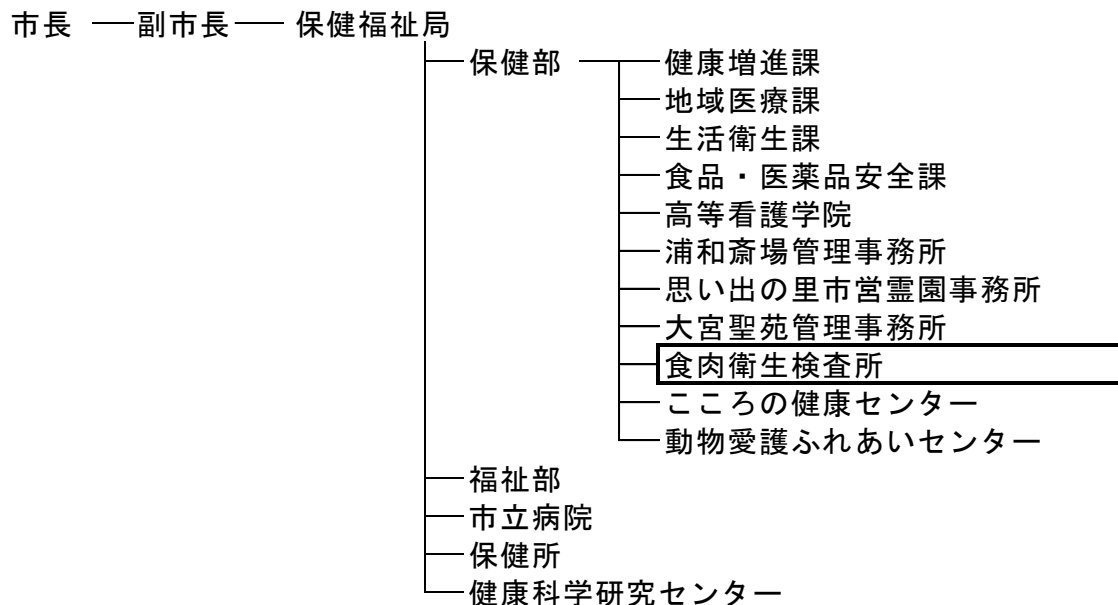 市長 副市長 保健福祉局
保健部 健康増進課
地域医療課
生活衛生課
食品・医薬品安全課
高等看護学院
浦和斎場管理事務所
思い出の里市営霊園事務所
大宮聖苑管理事務所
食肉衛生検査所
こころの健康センター
動物愛護ふれあいセンター
福祉部
市立病院
保健所
健康科学研究センター